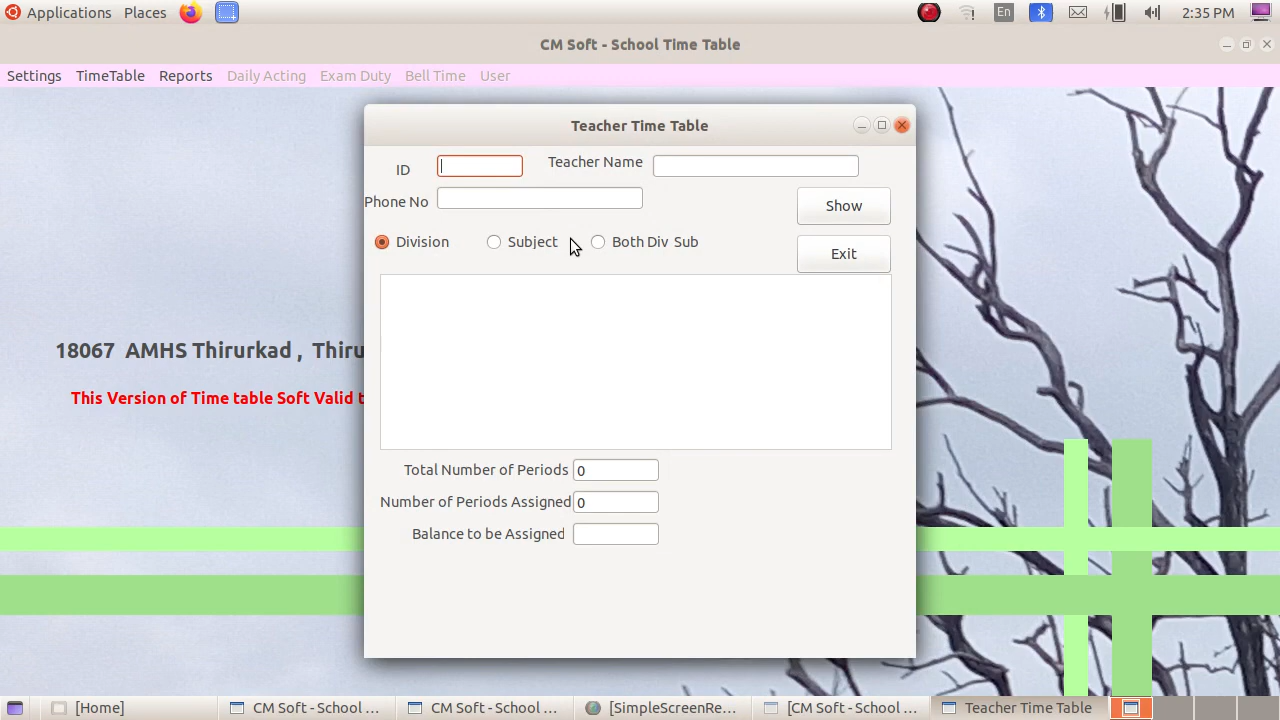 Applications Places En 2:35 PM
CM Soft - School Time Table
Settings TimeTable Reports Daily Acting Exam Duty Bell Time User
Teacher Time Table
ID Teacher Name
Phone No
Show
Division Subject Both Div Sub
Exit
18067 AMHS Thirurkad , Thiru
This Version of Time table Soft Valid t
Total Number of Periods 0
Number of Periods Assigned 0
Balance to be Assigned
[Home] CM Soft - School ... CM Soft - School ... [SimpleScreenRe... [CM Soft - School ... Teacher Time Table